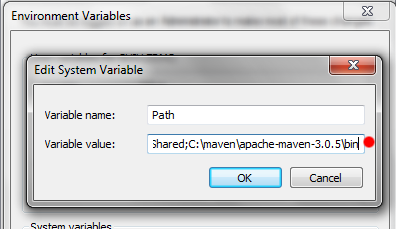 Environment Variables
Edit System Variable
Variable name:
Path
Variable value:
Shared;C:\maven\apache-maven-3.0.5\bin
OK
Cancel
System variables